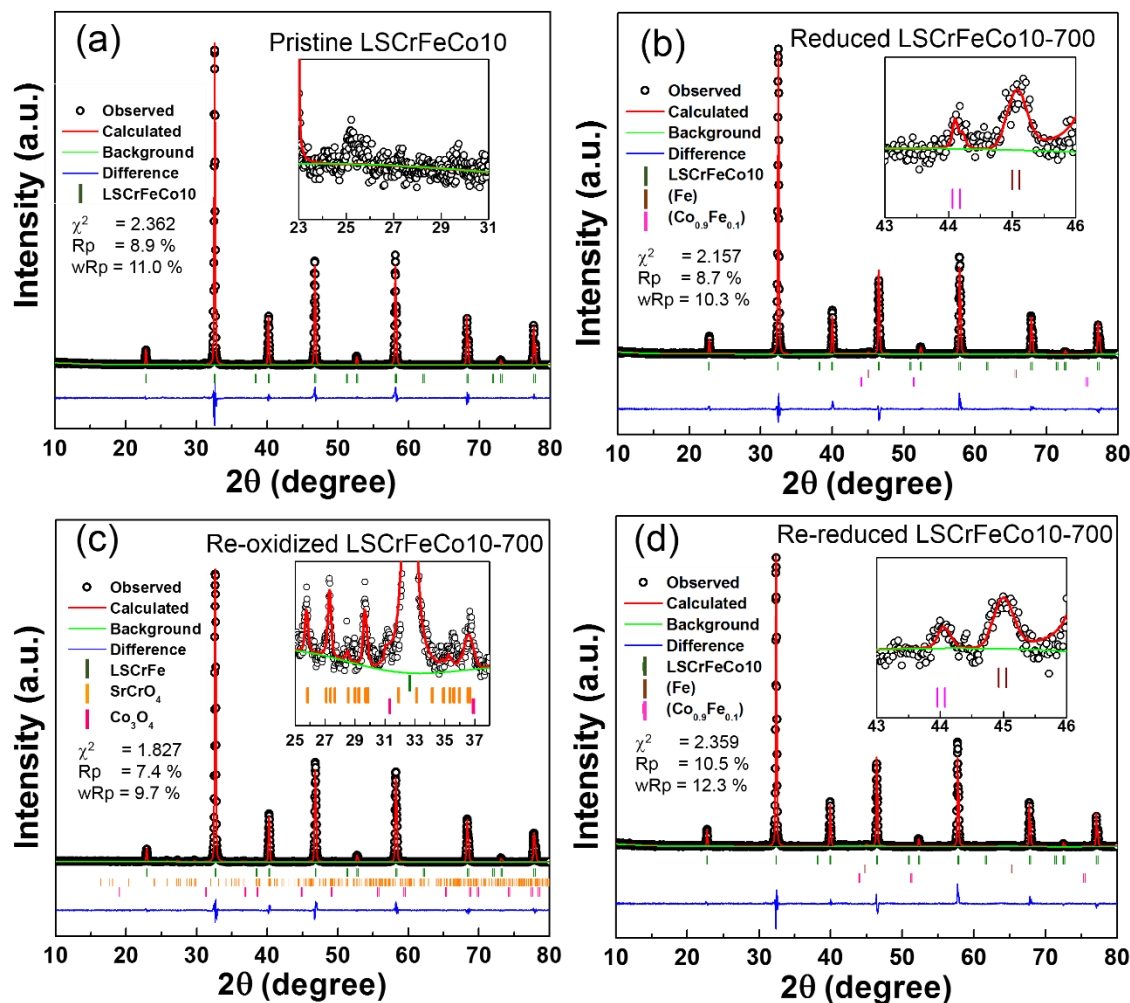 (a)
Pristine LSCrFeCo10
Observed
Calculated
Background
Difference
LSCrFeCo10
χ² = 2.362
Rp = 8.9 %
wRp = 11.0 %
23 25 27 29 31
Intensity (a.u.)
10 20 30 40 50 60 70 80
2θ (degree)
(b)
Reduced LSCrFeCo10-700
Observed
Calculated
Background
Difference
LSCrFeCo10
(Fe)
(Co₀.₉Fe₀.₁)
χ² = 2.157
Rp = 8.7 %
wRp = 10.3 %
43 44 45 46
Intensity (a.u.)
10 20 30 40 50 60 70 80
2θ (degree)
(c)
Re-oxidized LSCrFeCo10-700
Observed
Calculated
Background
Difference
LSCrFe
SrCrO₄
Co₃O₄
χ² = 1.827
Rp = 7.4 %
wRp = 9.7 %
25 27 29 31 33 35 37
Intensity (a.u.)
10 20 30 40 50 60 70 80
2θ (degree)
(d)
Re-reduced LSCrFeCo10-700
Observed
Calculated
Background
Difference
LSCrFeCo10
(Fe)
(Co₀.₉Fe₀.₁)
χ² = 2.359
Rp = 10.5 %
wRp = 12.3 %
43 44 45 46
Intensity (a.u.)
10 20 30 40 50 60 70 80
2θ (degree)